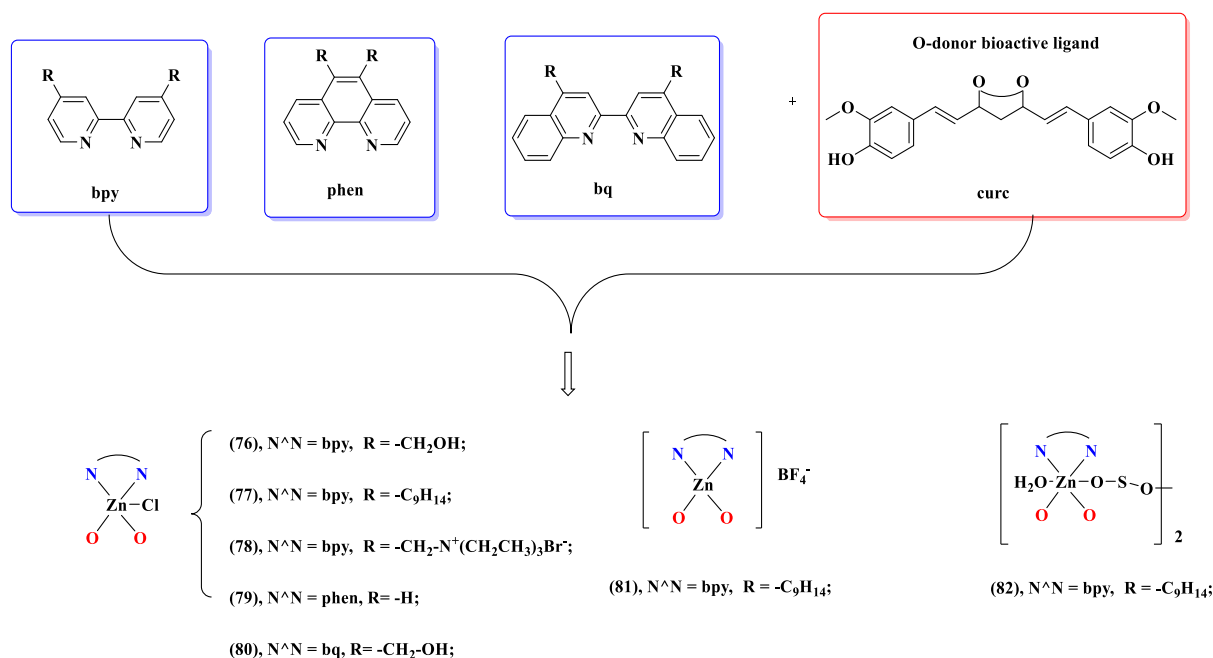 R R
N N
bpy
R R
N N
phen
R R
N N
bq
+
O-donor bioactive ligand
O O
O O
HO OH
curc
N N
Zn-Cl
O O
(76), N^N = bpy, R = -CH₂OH;
(77), N^N = bpy, R = -C₉H₁₄;
(78), N^N = bpy, R = -CH₂-N⁺(CH₂CH₃)₃Br⁻;
(79), N^N = phen, R= -H;
(80), N^N = bq, R= -CH₂-OH;
N N
Zn
O O
BF₄⁻
(81), N^N = bpy, R = -C₉H₁₄;
N N
H₂O-Zn-O-S-O
O O
2
(82), N^N = bpy, R = -C₉H₁₄;